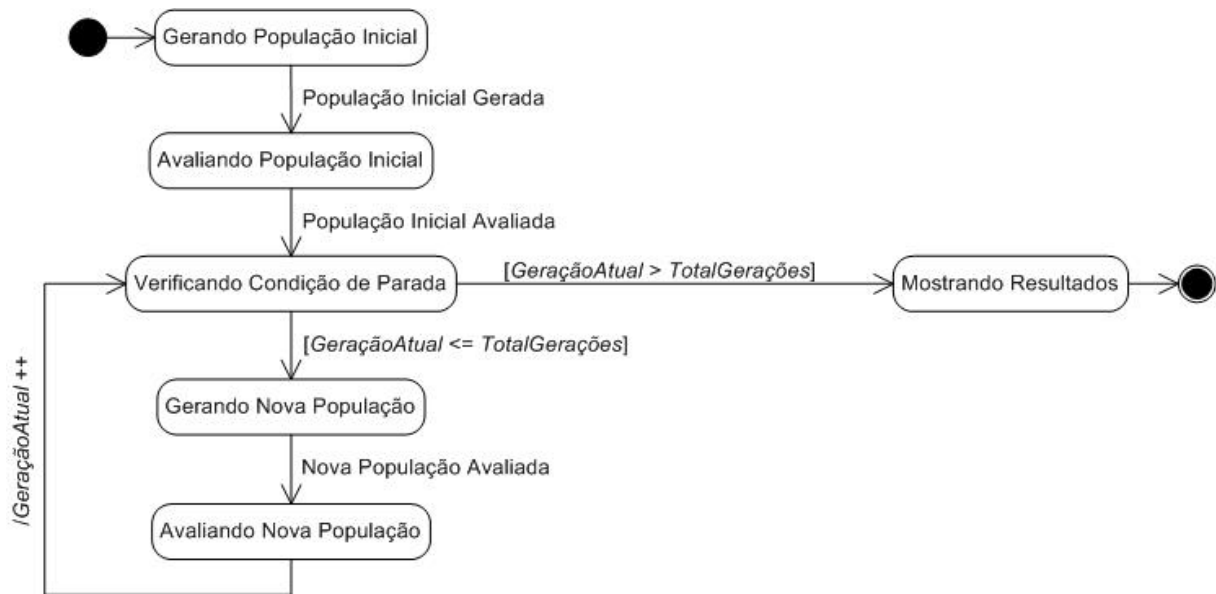 Gerando População Inicial
População Inicial Gerada
Avaliando População Inicial
População Inicial Avaliada
Verificando Condição de Parada
[GeraçãoAtual > TotalGerações]
Mostrando Resultados
[GeraçãoAtual <= TotalGerações]
Gerando Nova População
Nova População Avaliada
Avaliando Nova População
/GeraçãoAtual ++